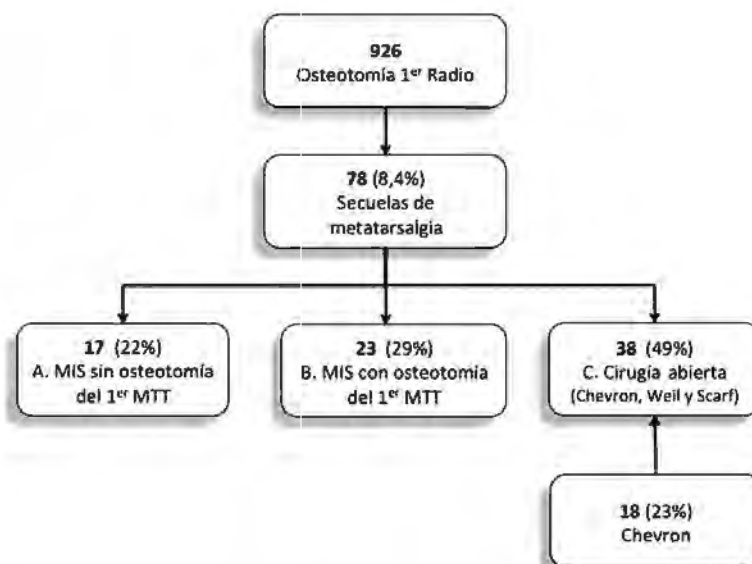 926
Osteotomía 1er Radio
78 (8,4%)
Secuelas de
metatarsalgia
17 (22%)
A. MIS sin osteotomía
del 1er MTT
23 (29%)
B. MIS con osteotomía
del 1er MTT
38 (49%)
C. Cirugía abierta
(Chevron, Weil y Scarf)
18 (23%)
Chevron